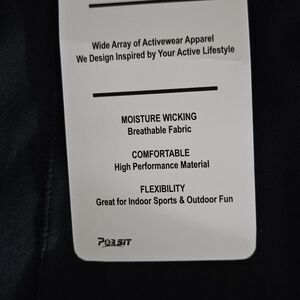 Wide Array of Activewear Apparel
We Design Inspired by Your Active Lifestyle
MOISTURE WICKING
Breathable Fabric
COMFORTABLE
High Performance Material
FLEXIBILITY
Great for Indoor Sports & Outdoor Fun
PORSIT